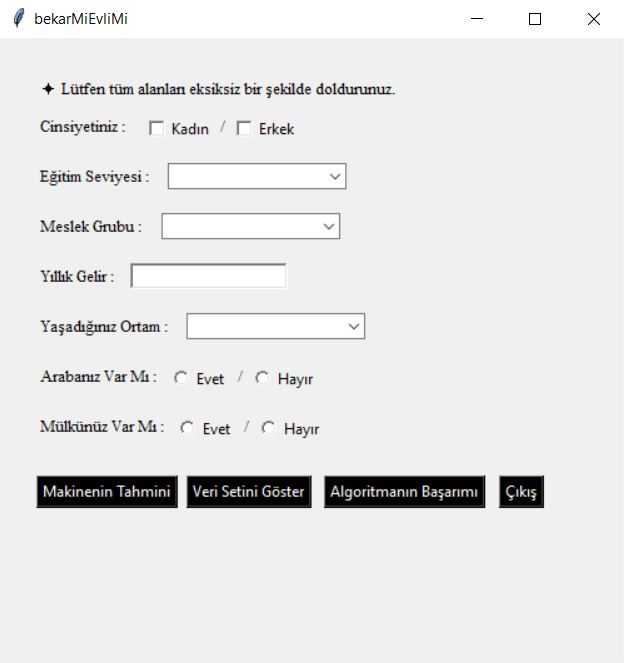 bekarMiEvliMi
✦ Lütfen tüm alanları eksiksiz bir şekilde doldurunuz.
Cinsiyetiniz : Kadın / Erkek
Eğitim Seviyesi :
Meslek Grubu :
Yıllık Gelir :
Yaşadığınız Ortam :
Arabanız Var Mı : Evet / Hayır
Mülkünüz Var Mı : Evet / Hayır
Makinenin Tahmini Veri Setini Göster Algoritmanın Başarımı Çıkış